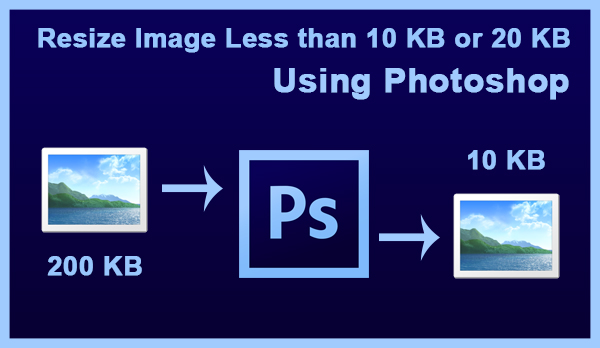 Resize Image Less than 10 KB or 20 KB
Using Photoshop
200 KB
Ps
10 KB